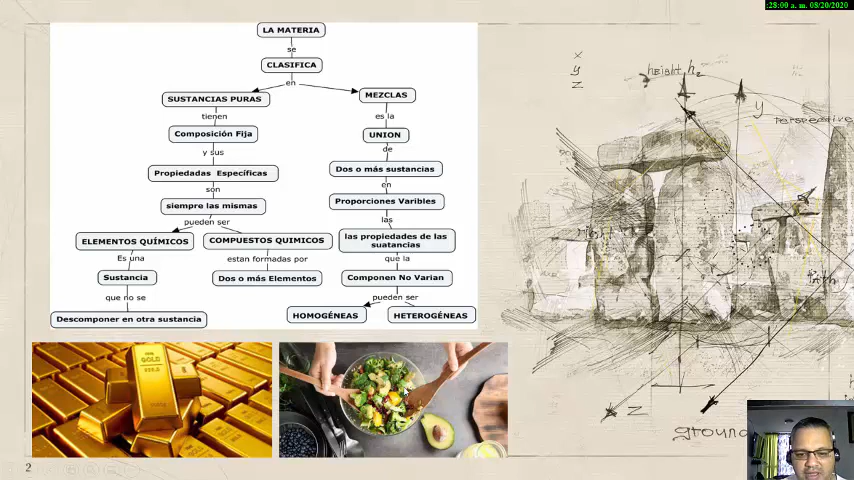 :28:00 a. m. 08/20/2020
LA MATERIA
se
CLASIFICA
en
SUSTANCIAS PURAS
tienen
Composición Fija
y sus
Propiedadas Específicas
són
siempre las mismas
pueden ser
ELEMENTOS QUÍMICOS
Es una
Sustancia
que no se
Descomponer en otra sustancia
COMPUESTOS QUIMICOS
estan formadas por
Dos o más Elementos
MEZCLAS
es la
UNION
de
Dos o más sustancias
en
Proporciones Varibles
las
las propiedades de las
suatancias
que la
Componen No Varian
pueden ser
HOMOGÉNEAS
HETEROGÉNEAS
x
y
z
height h
y
perspective
z
ground
GOLD
2